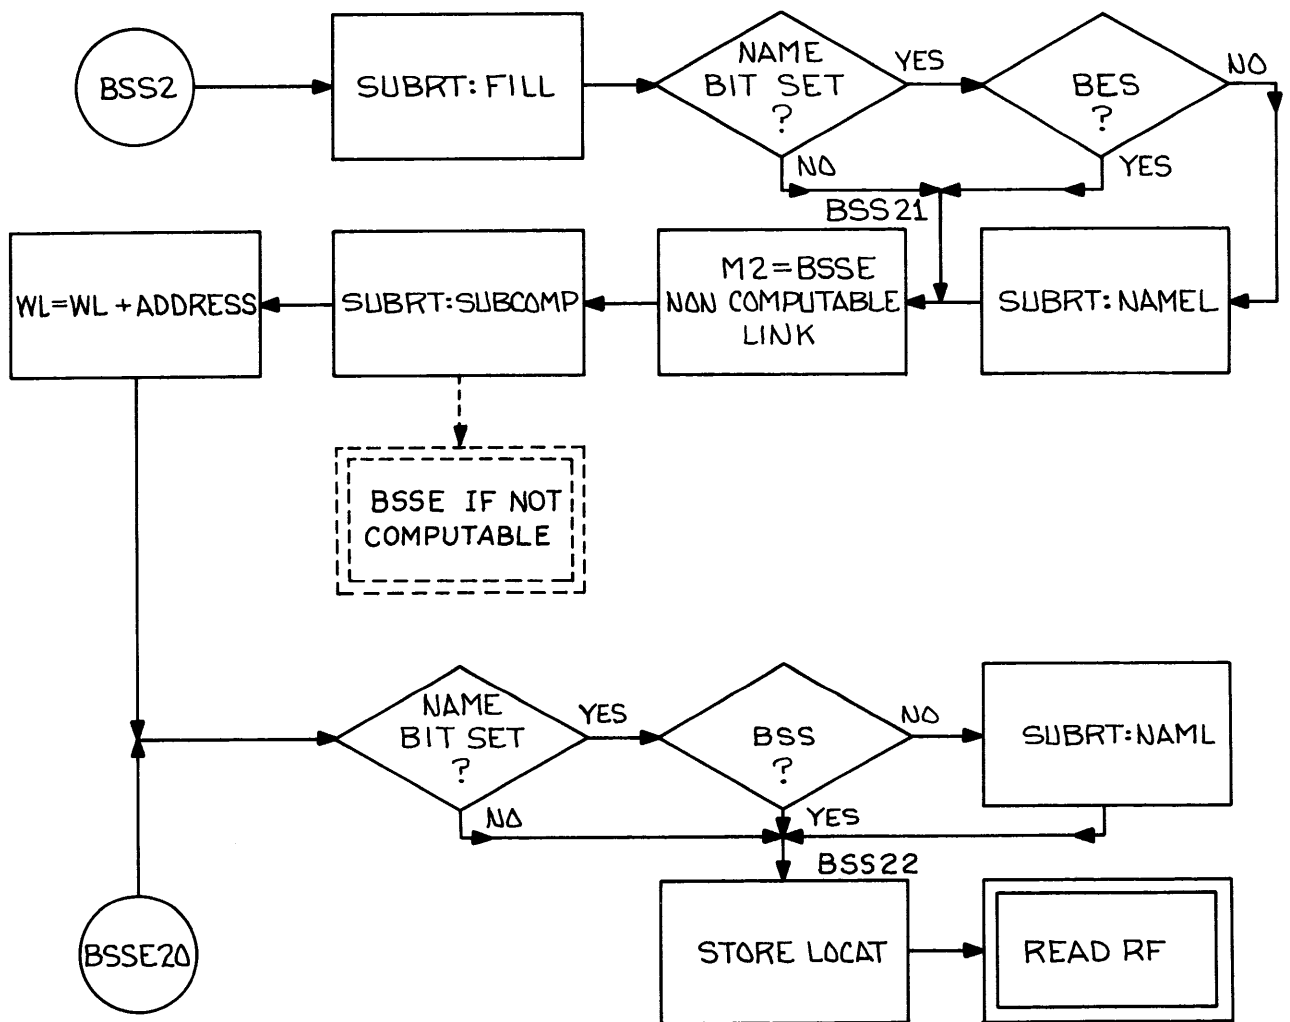 BSS2
SUBRT: FILL
NAME
BIT SET
?
YES
NO
BES
?
NO
YES
BSS21
WL=WL+ADDRESS
SUBRT:SUBCOMP
M2=BSSE
NON COMPUTABLE
LINK
SUBRT:NAMEL
BSSE IF NOT
COMPUTABLE
NAME
BIT SET
?
YES
NO
BSS
?
NO
YES
SUBRT:NAML
BSS22
BSSE20
STORE LOCAT
READ RF